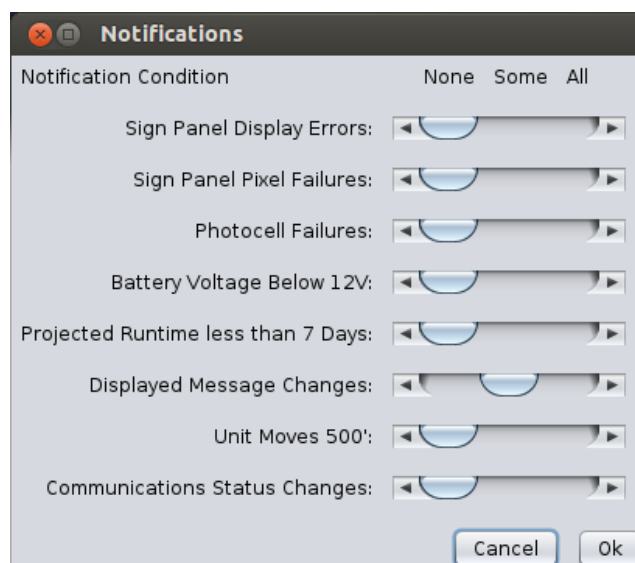 Notifications
Notification Condition None Some All
Sign Panel Display Errors:
Sign Panel Pixel Failures:
Photocell Failures:
Battery Voltage Below 12V:
Projected Runtime less than 7 Days:
Displayed Message Changes:
Unit Moves 500':
Communications Status Changes:
Cancel Ok